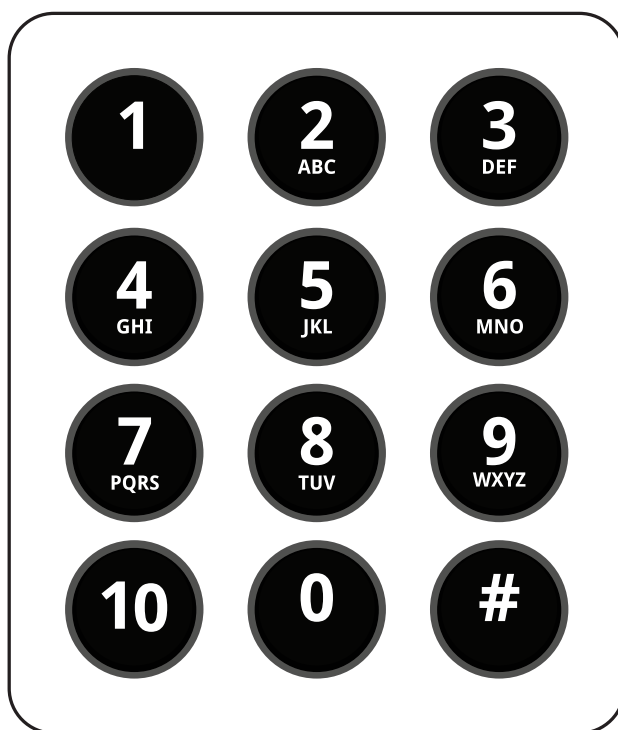 1 2 3
ABC DEF
4 5 6
GHI JKL MNO
7 8 9
PQRS TUV WXYZ
10 0 #